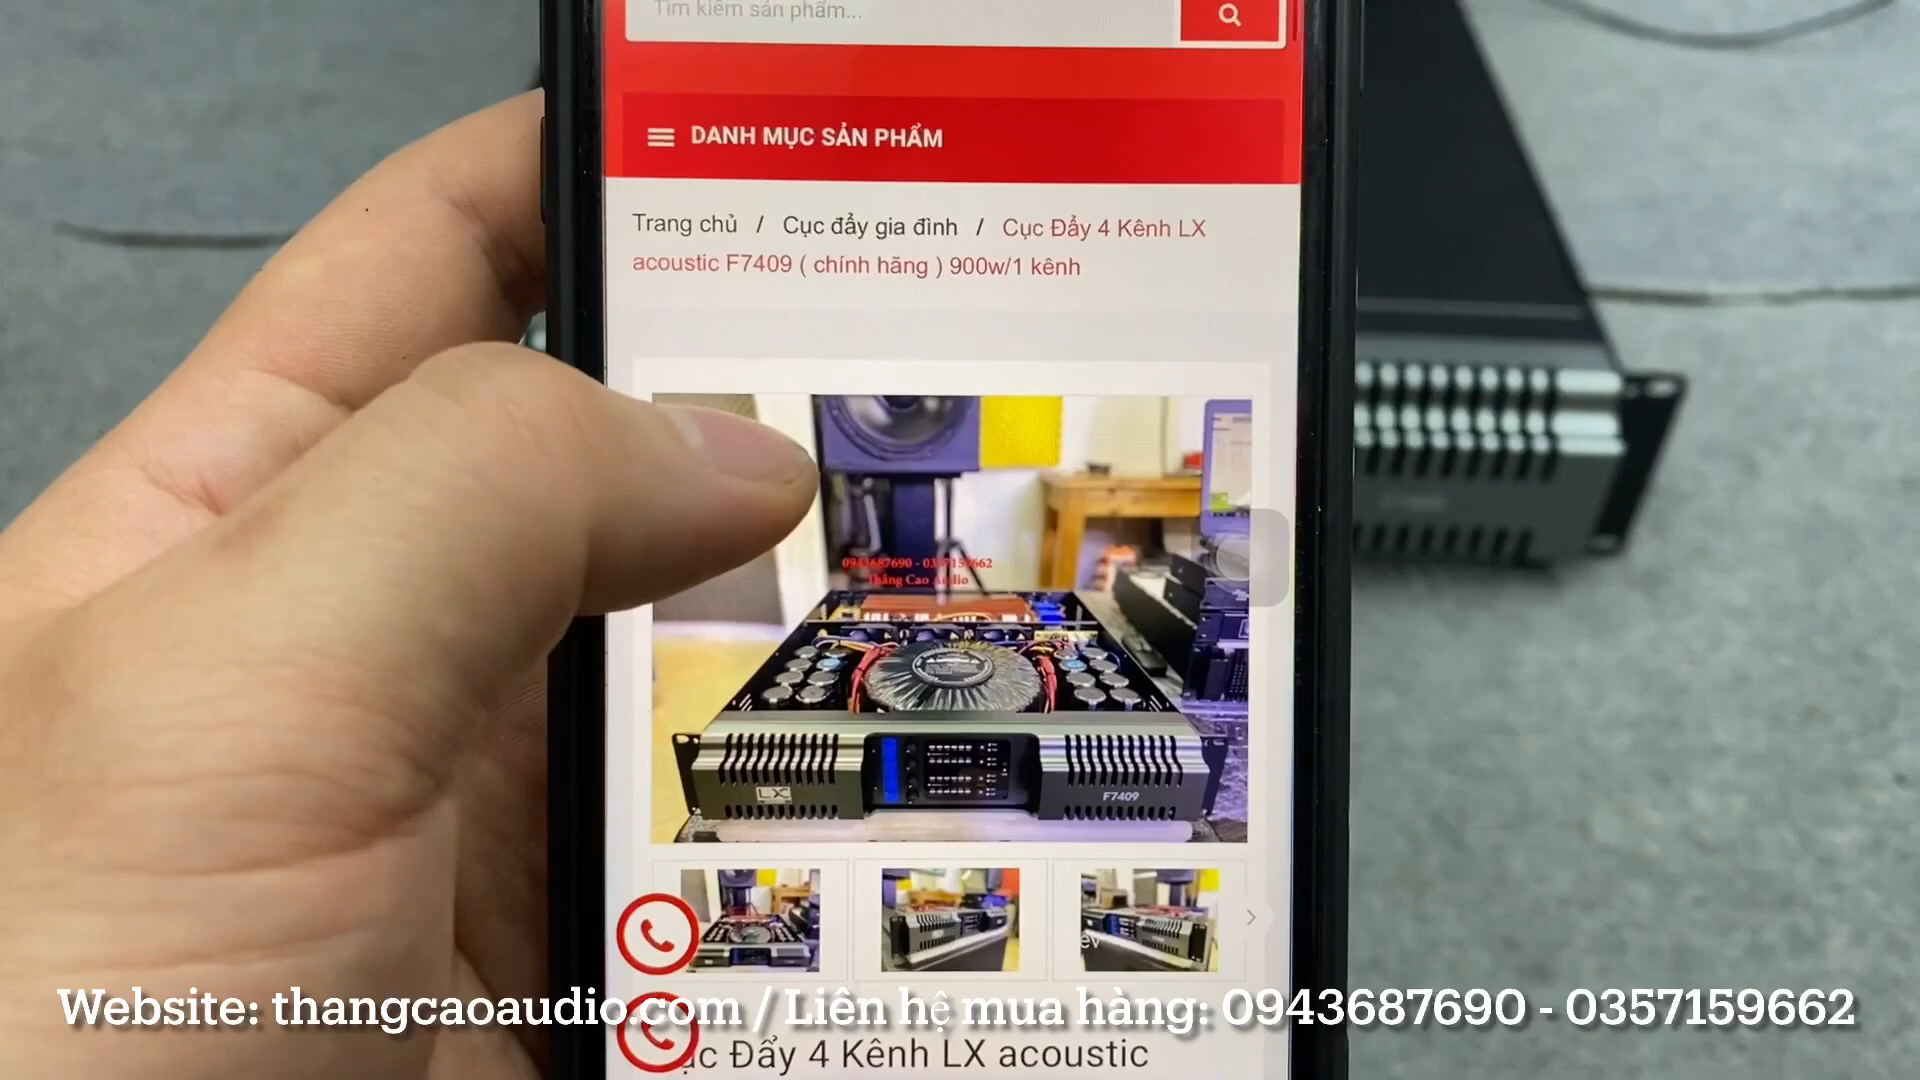 Tìm kiếm sản phẩm...
DANH MỤC SẢN PHẨM
Trang chủ / Cục đẩy gia đình / Cục Đẩy 4 Kênh LX
acoustic F7409 ( chính hãng ) 900w/1 kênh
Thắng Cao Audio
LX
F7409
Website: thangcaoaudio.com / Liên hệ mua hàng: 0943687690 - 0357159662
Đẩy 4 Kênh LX acoustic